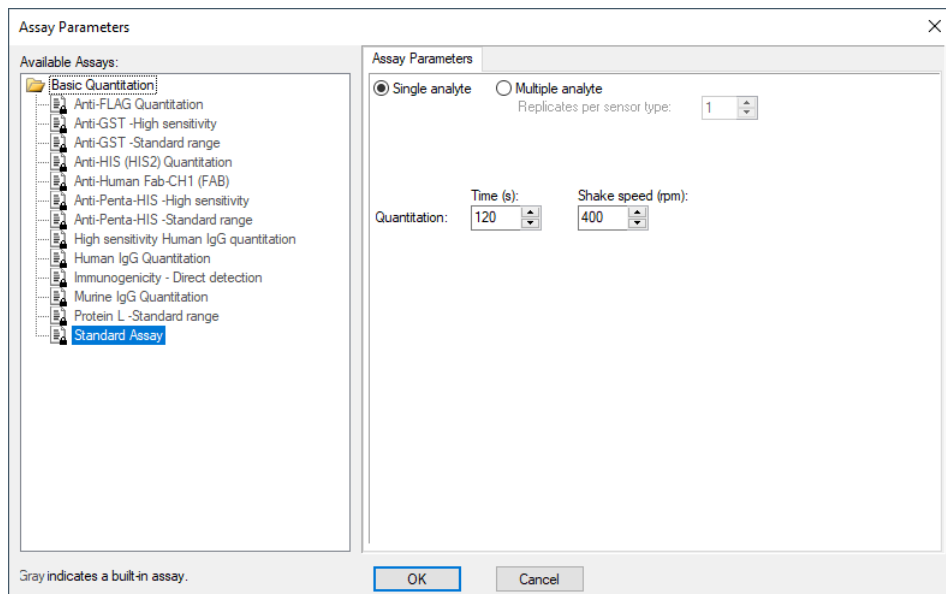 Assay Parameters
Available Assays:
Basic Quantitation
Anti-FLAG Quantitation
Anti-GST -High sensitivity
Anti-GST -Standard range
Anti-HIS (HIS2) Quantitation
Anti-Human Fab-CH1 (FAB)
Anti-Penta-HIS -High sensitivity
Anti-Penta-HIS -Standard range
High sensitivity Human IgG quantitation
Human IgG Quantitation
Immunogenicity - Direct detection
Murine IgG Quantitation
Protein L -Standard range
Standard Assay
Gray indicates a built-in assay.
Assay Parameters
Single analyte Multiple analyte
Replicates per sensor type: 1
Time (s): Shake speed (rpm):
Quantitation: 120 400
OK Cancel